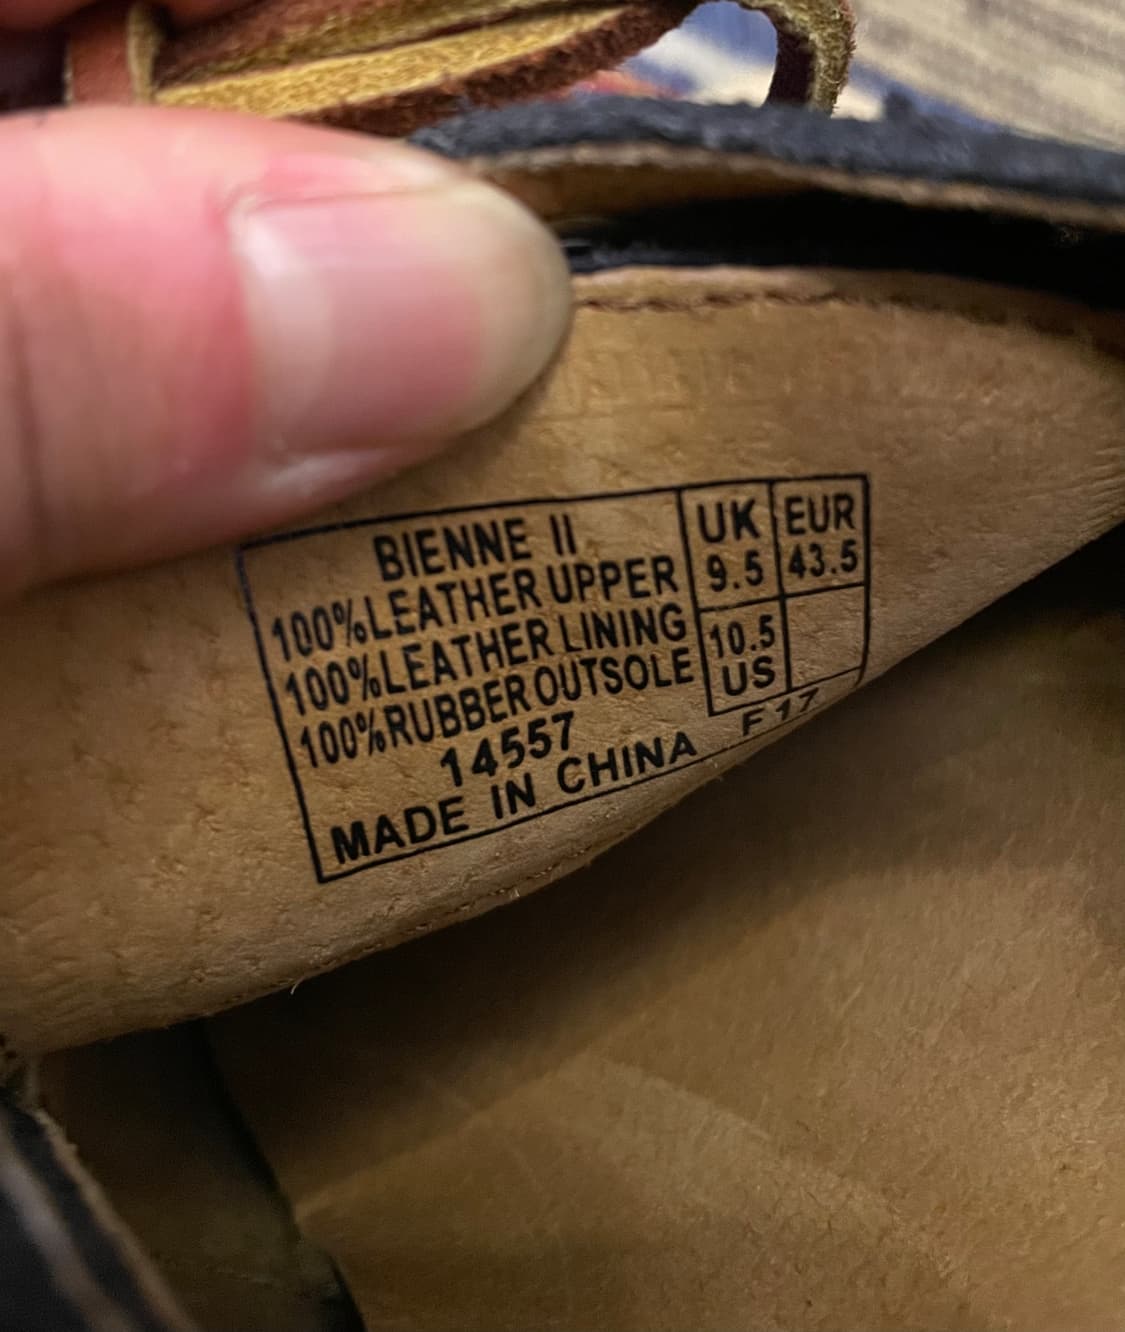 BIENNE II
100%LEATHER UPPER
100%LEATHER LINING
100%RUBBER OUTSOLE
14557
MADE IN CHINA
UK EUR
9.5 43.5
10.5
US
F17